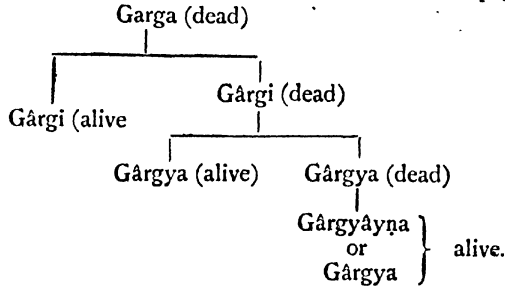 Garga (dead)
Gârgi (alive
Gârgi (dead)
Gârgya (alive) Gârgya (dead)
Gârgyâyṇa
or
Gârgya
alive.